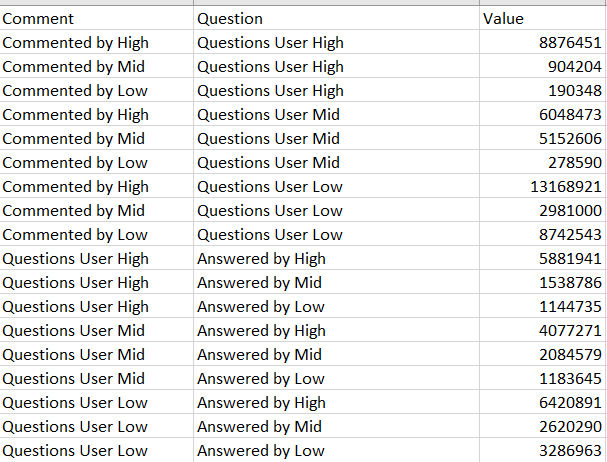 Comment Question Value
Commented by High Questions User High 8876451
Commented by Mid Questions User High 904204
Commented by Low Questions User High 190348
Commented by High Questions User Mid 6048473
Commented by Mid Questions User Mid 5152606
Commented by Low Questions User Mid 278590
Commented by High Questions User Low 13168921
Commented by Mid Questions User Low 2981000
Commented by Low Questions User Low 8742543
Questions User High Answered by High 5881941
Questions User High Answered by Mid 1538786
Questions User High Answered by Low 1144735
Questions User Mid Answered by High 4077271
Questions User Mid Answered by Mid 2084579
Questions User Mid Answered by Low 1183645
Questions User Low Answered by High 6420891
Questions User Low Answered by Mid 2620290
Questions User Low Answered by Low 3286963